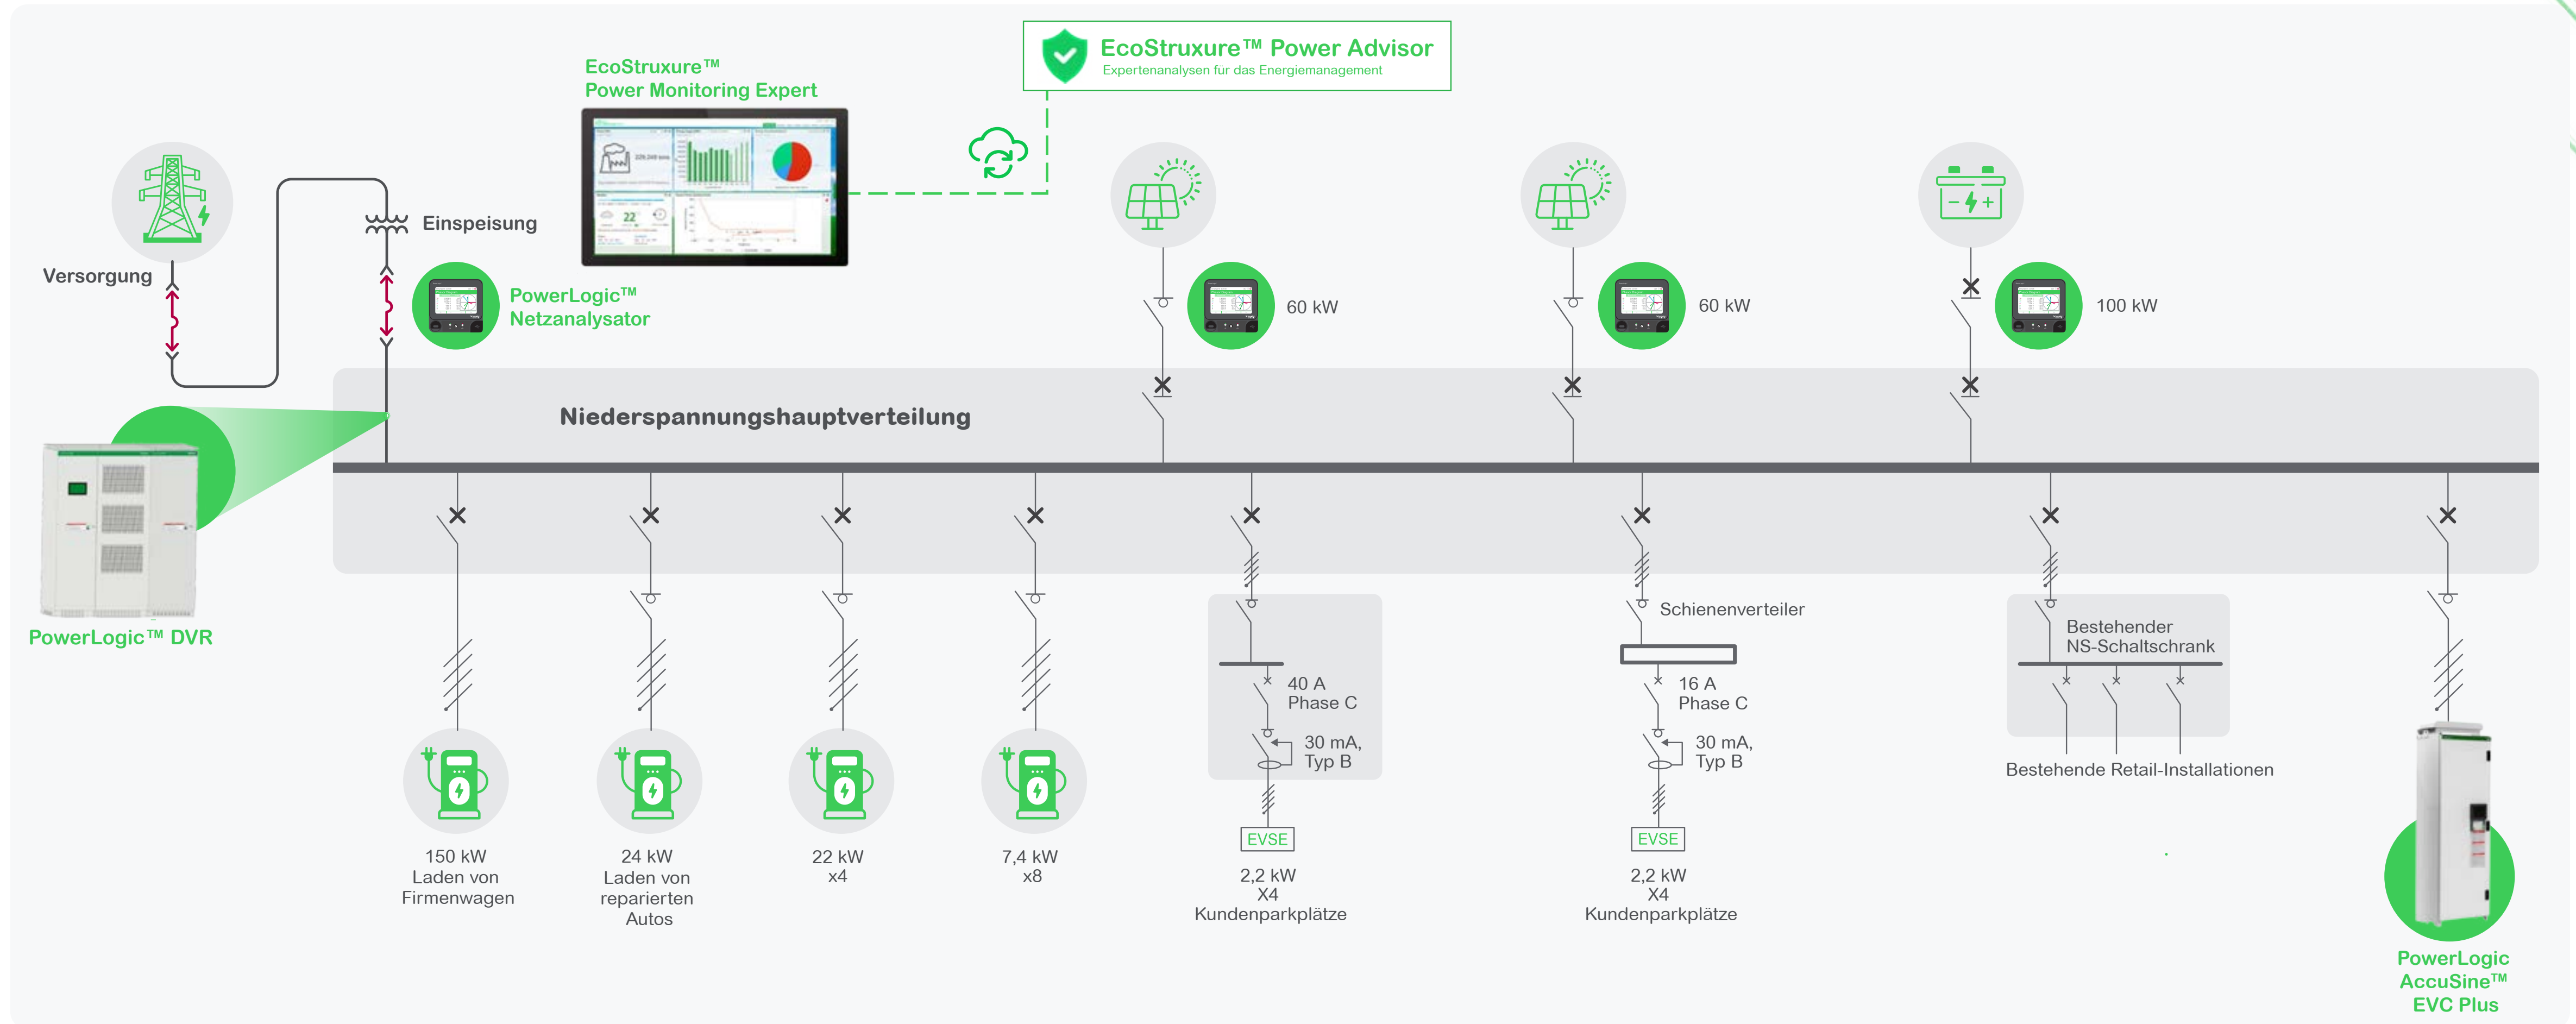 EcoStruxure™ Power Advisor
Expertenanalysen für das Energiemanagement
EcoStruxure™
Power Monitoring Expert
Versorgung
Einspeisung
PowerLogic™
Netzanalysator
60 kW
60 kW
100 kW
Niederspannungshauptverteilung
PowerLogic™ DVR
Schienenverteiler
Bestehender
NS-Schaltschrank
40 A
Phase C
30 mA,
Typ B
16 A
Phase C
30 mA,
Typ B
Bestehende Retail-Installationen
EVSE
EVSE
150 kW
Laden von
Firmenwagen
24 kW
Laden von
reparierten
Autos
22 kW
x4
7,4 kW
x8
2,2 kW
X4
Kundenparkplätze
2,2 kW
X4
Kundenparkplätze
PowerLogic
AccuSine™
EVC Plus